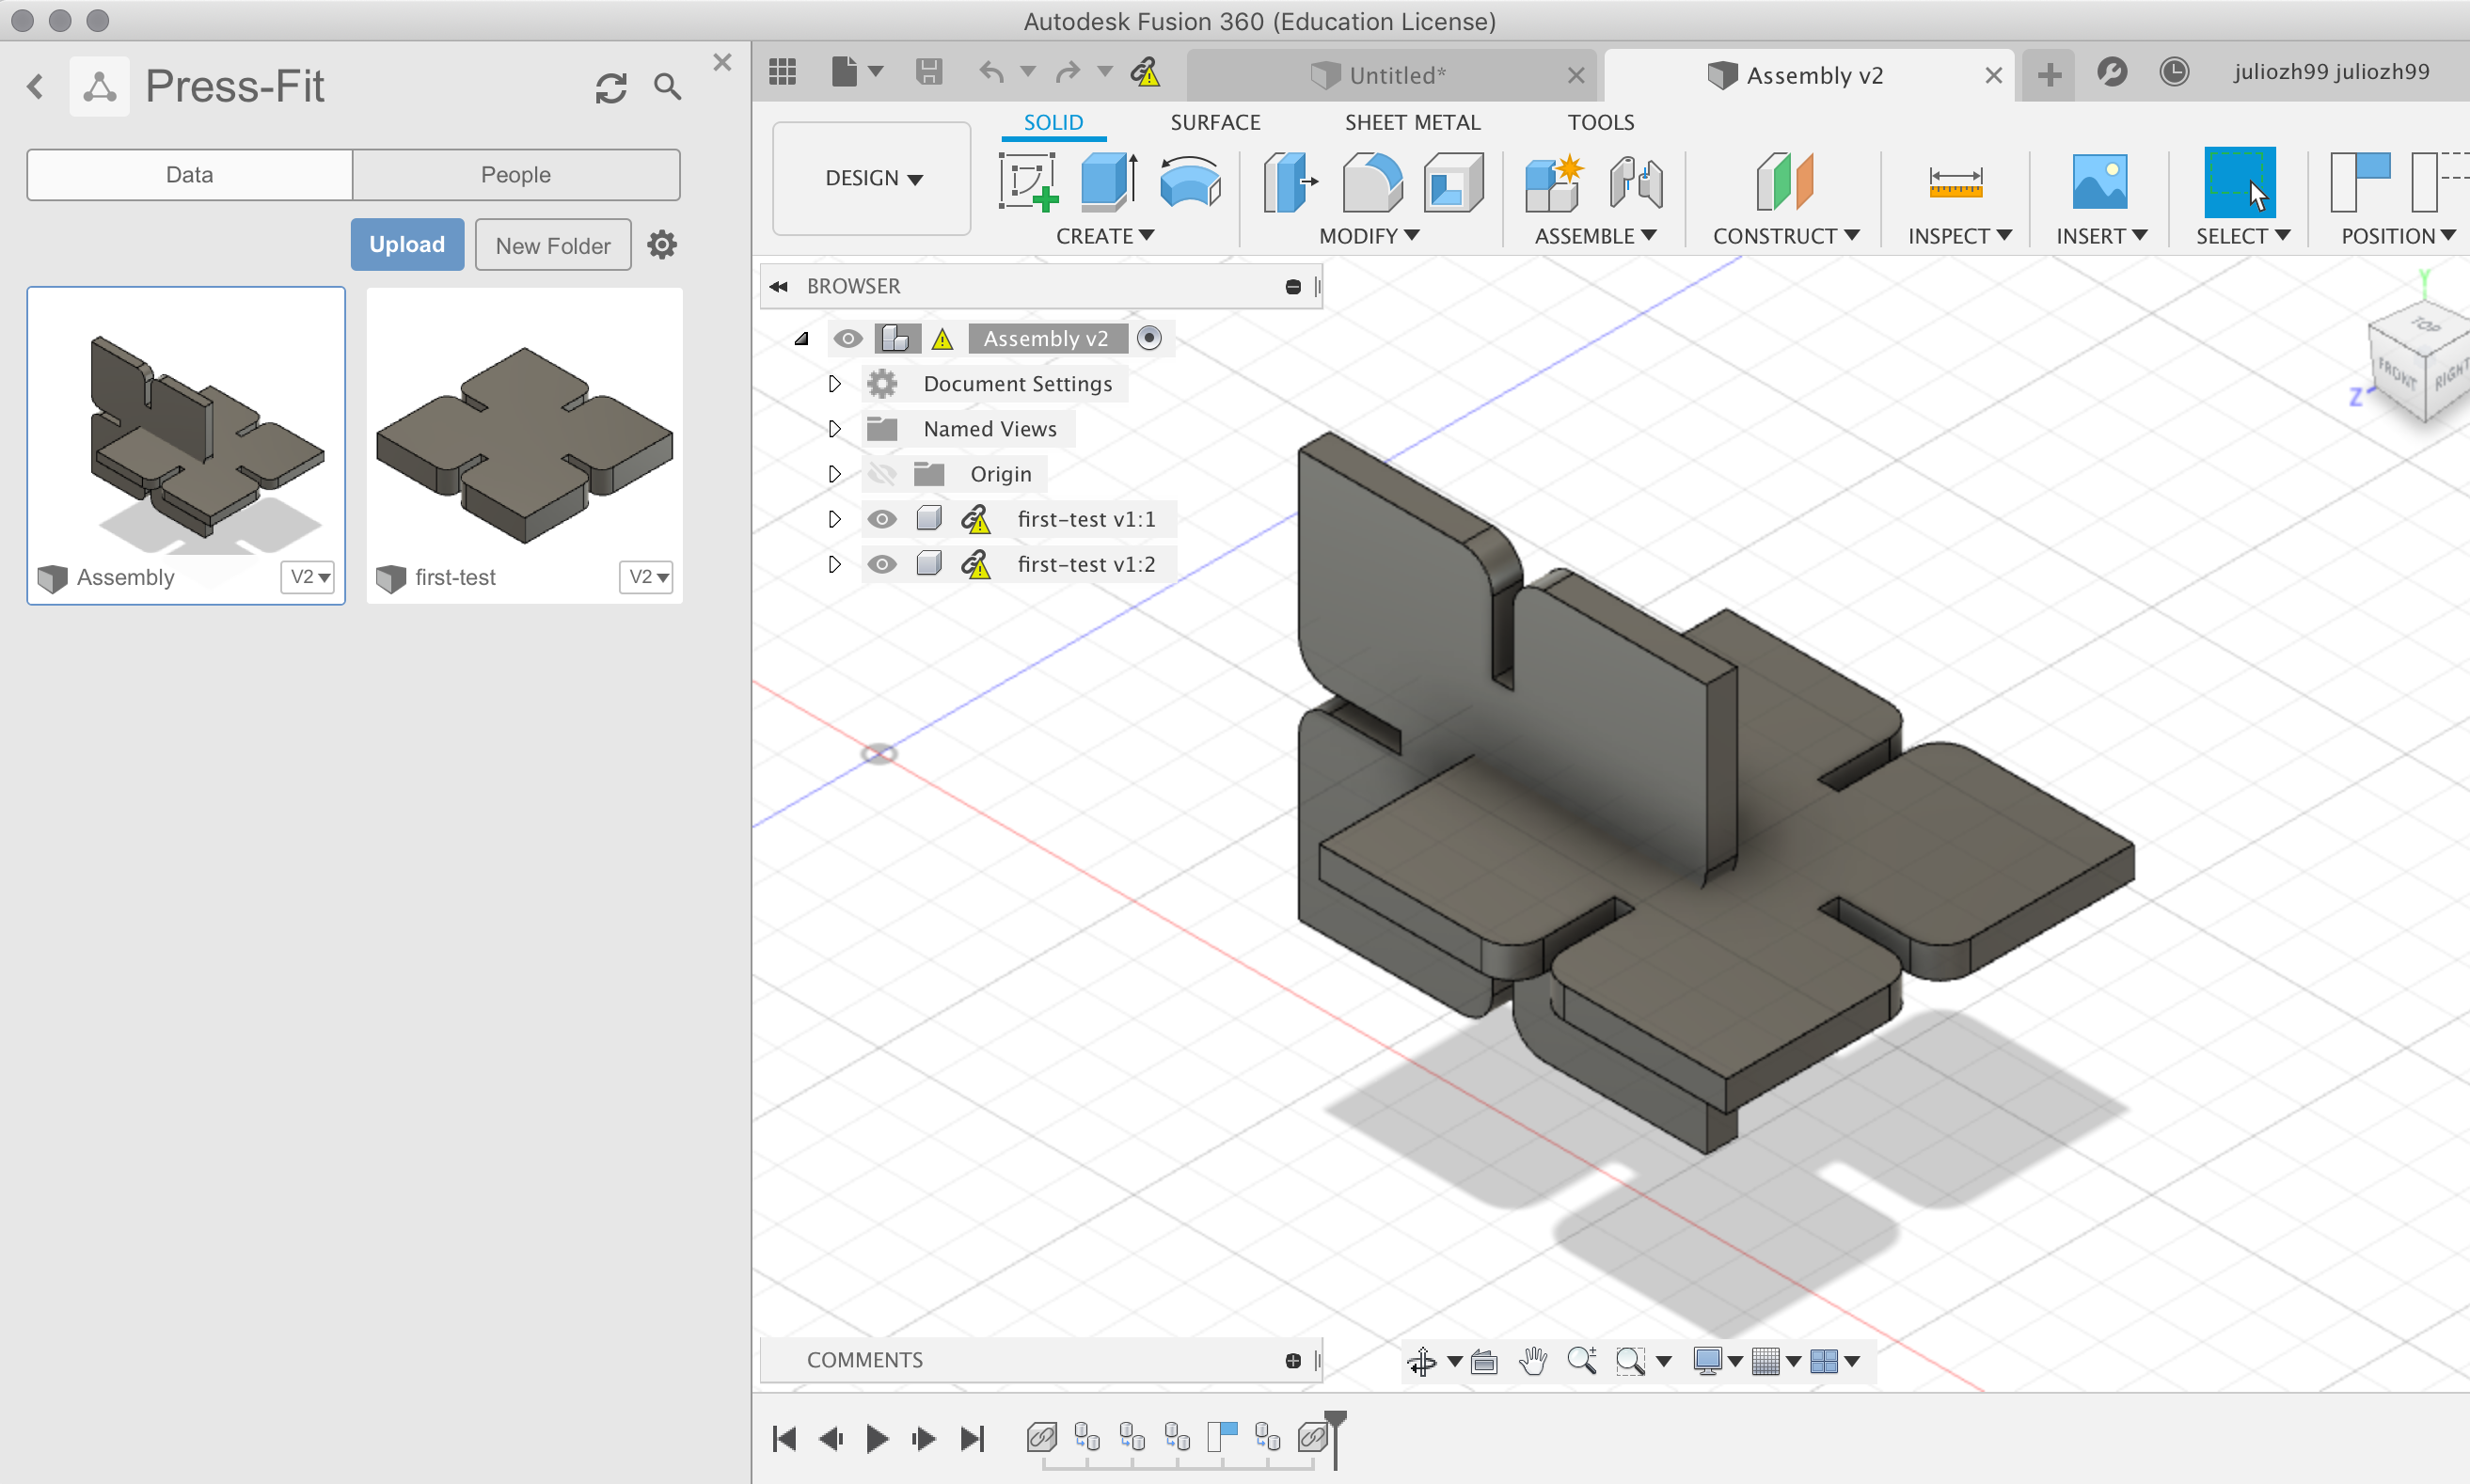 Autodesk Fusion 360 (Education License)
Press-Fit
Data
People
Upload
New Folder
Assembly
V2
first-test
V2
Untitled*
Assembly v2
juliozh99 juliozh99
SOLID
SURFACE
SHEET METAL
TOOLS
DESIGN
CREATE
MODIFY
ASSEMBLE
CONSTRUCT
INSPECT
INSERT
SELECT
POSITION
BROWSER
Assembly v2
Document Settings
Named Views
Origin
first-test v1:1
first-test v1:2
Y
TOP
FRONT
RIGHT
Z
COMMENTS